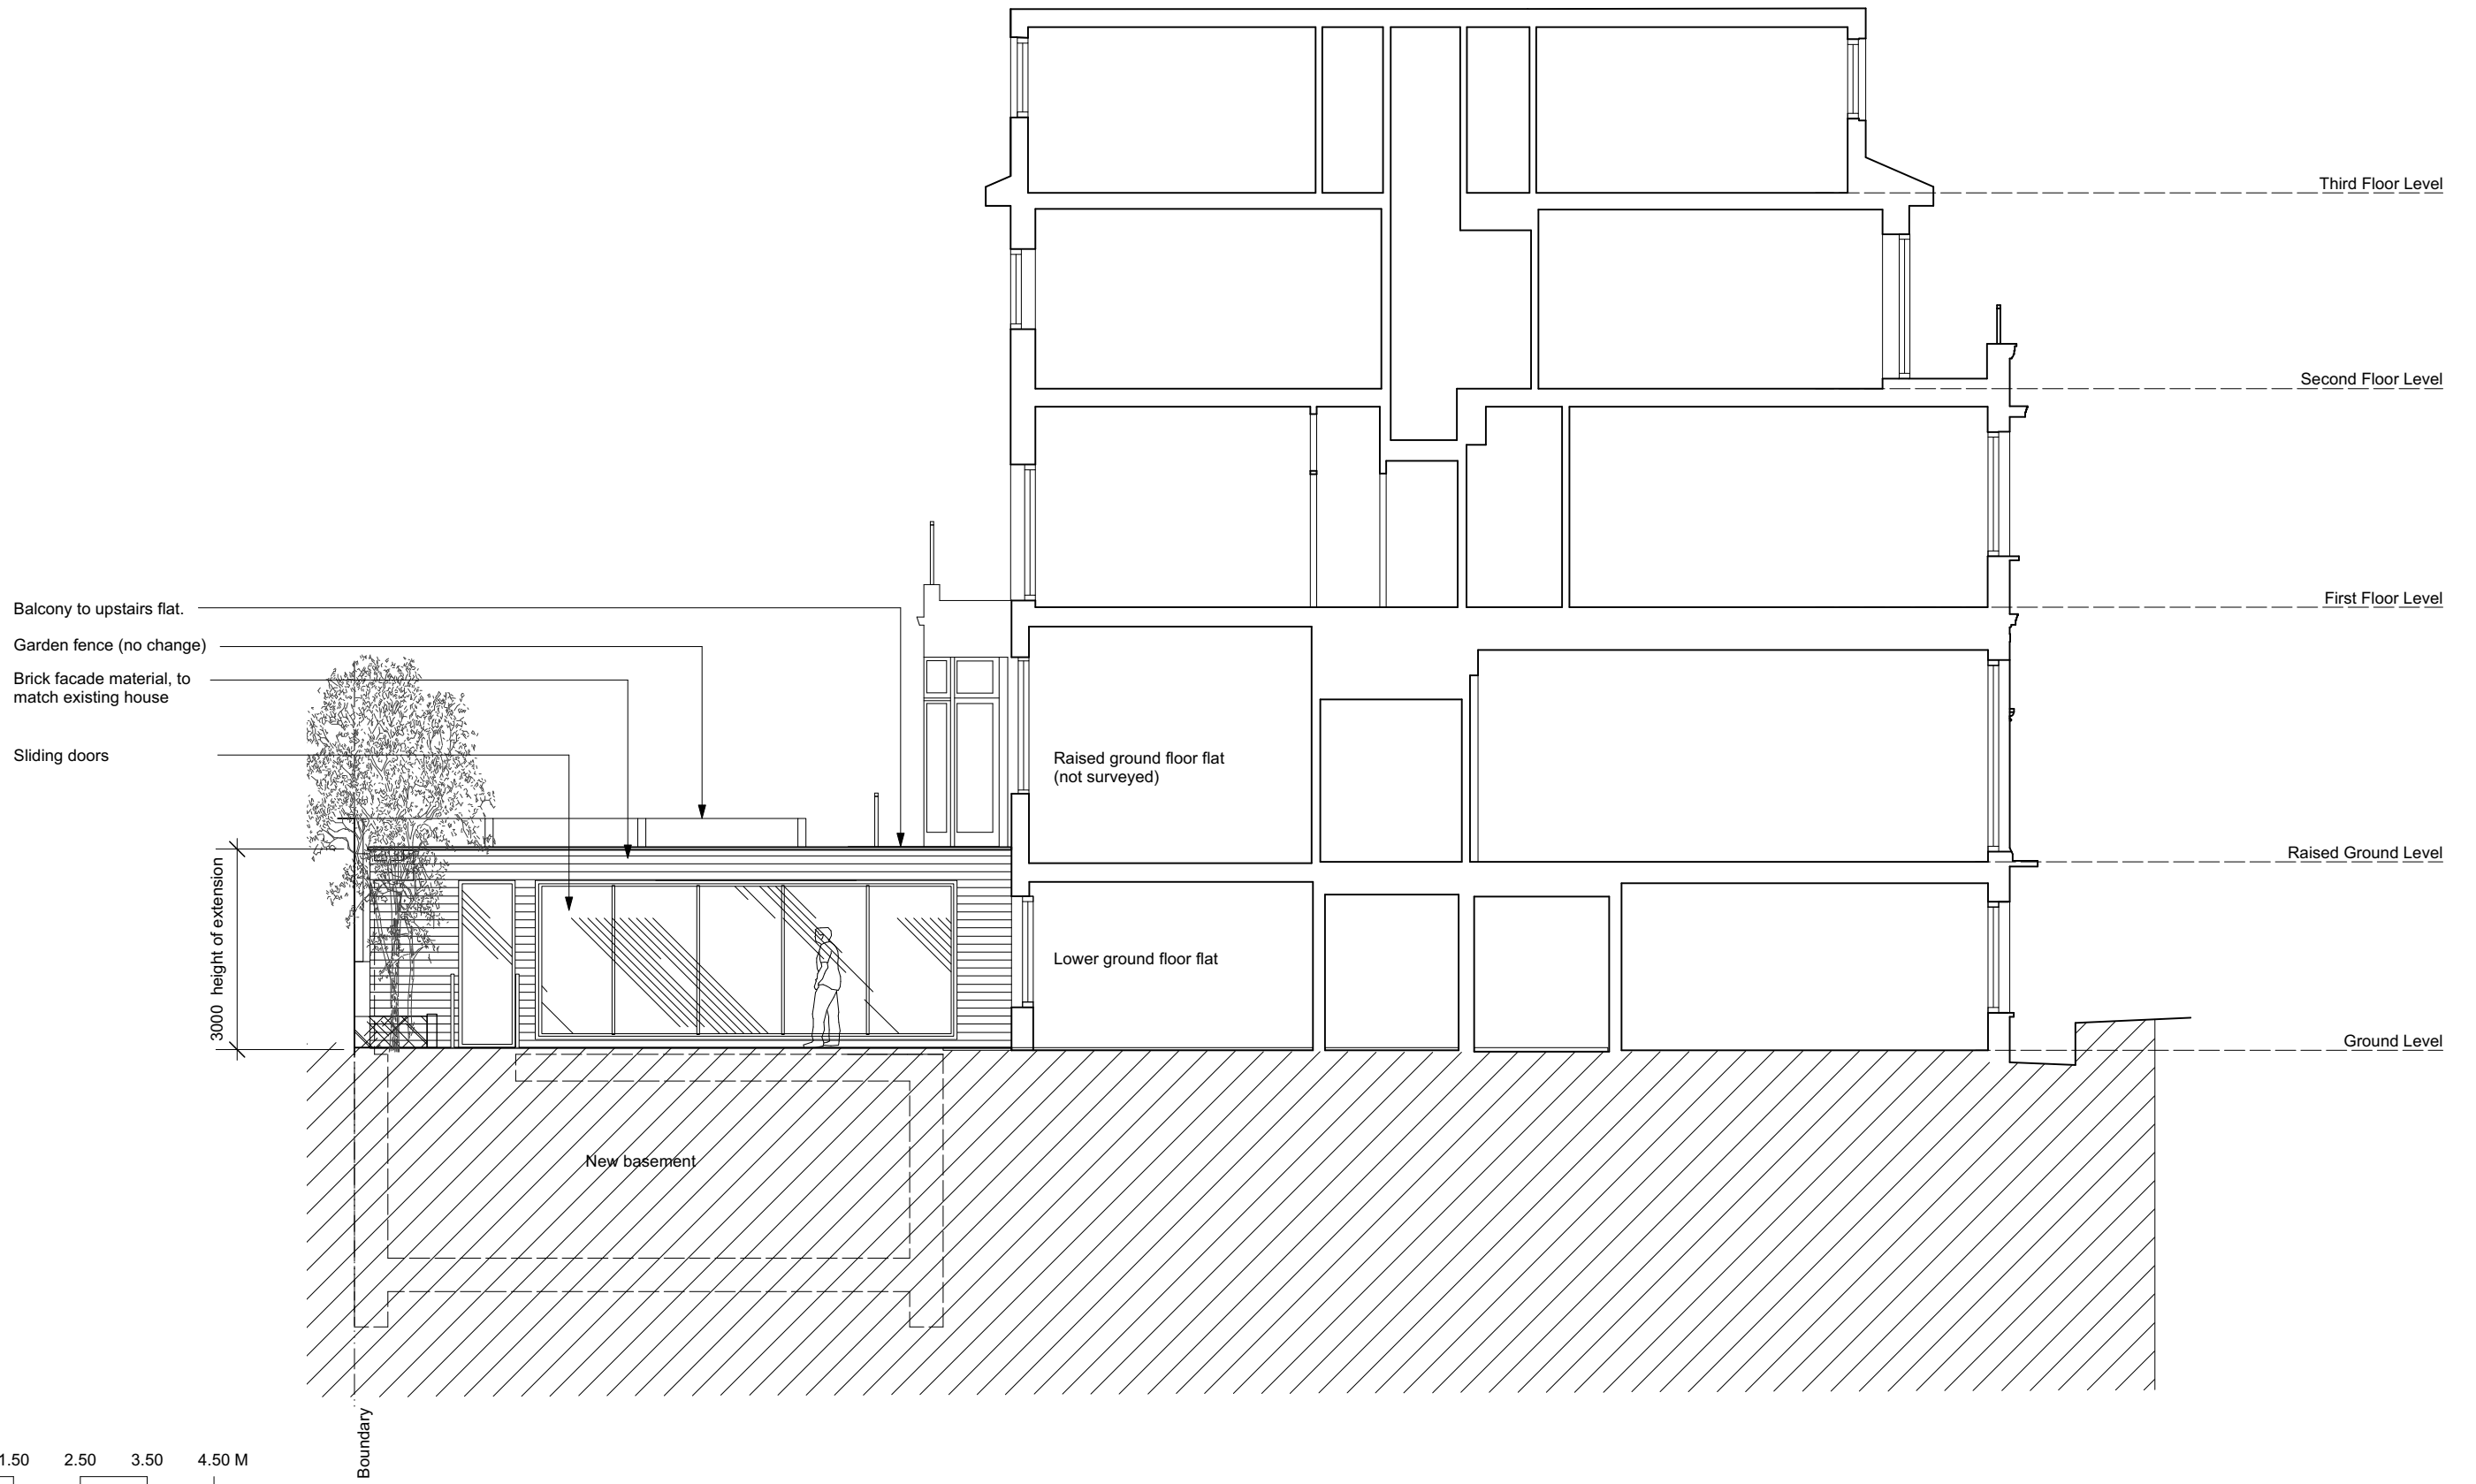 Third Floor Level
Second Floor Level
First Floor Level
Balcony to upstairs flat.
Garden fence (no change)
Brick facade material, to
match existing house
Sliding doors
Raised ground floor flat
(not surveyed)
Raised Ground Level
3000 height of extension
Lower ground floor flat
Ground Level
New basement
Boundary
1.50 2.50 3.50 4.50 M